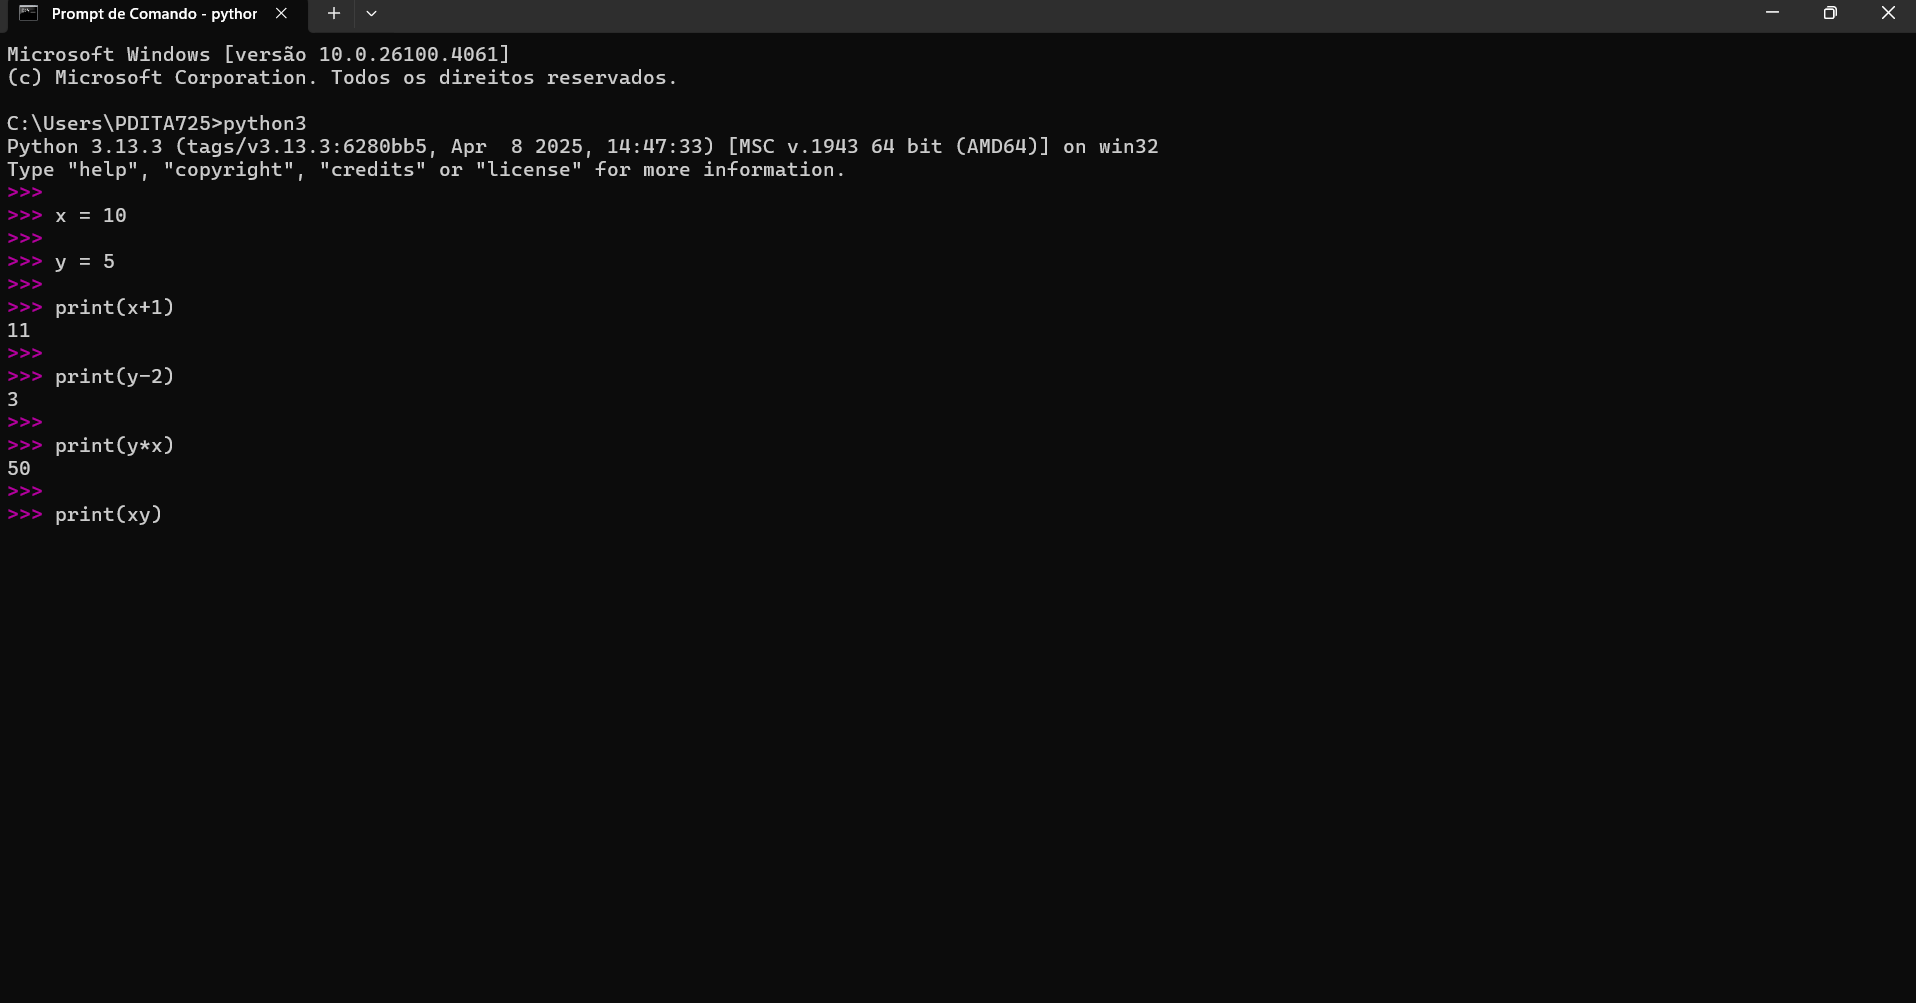 Prompt de Comando - python
Microsoft Windows [versão 10.0.26100.4061]
(c) Microsoft Corporation. Todos os direitos reservados.
C:\Users\PDITA725>python3
Python 3.13.3 (tags/v3.13.3:6280bb5, Apr  8 2025, 14:47:33) [MSC v.1943 64 bit (AMD64)] on win32
Type "help", "copyright", "credits" or "license" for more information.
>>>
>>> x = 10
>>>
>>> y = 5
>>>
>>> print(x+1)
11
>>>
>>> print(y-2)
3
>>>
>>> print(y*x)
50
>>>
>>> print(xy)